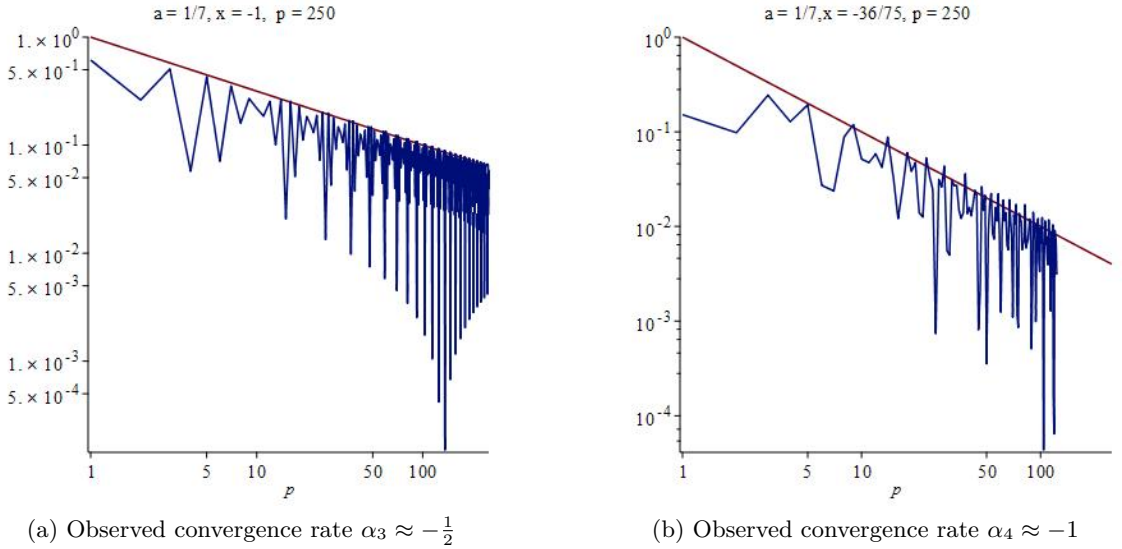 a = 1/7, x = -1,  p = 250
1. × 10^0
5. × 10^-1
1. × 10^-1
5. × 10^-2
1. × 10^-2
5. × 10^-3
1. × 10^-3
5. × 10^-4
1 5 10 50 100
p
(a) Observed convergence rate α₃ ≈ −1/2
a = 1/7,x = -36/75, p = 250
10^0
10^-1
10^-2
10^-3
10^-4
1 5 10 50 100
p
(b) Observed convergence rate α₄ ≈ −1